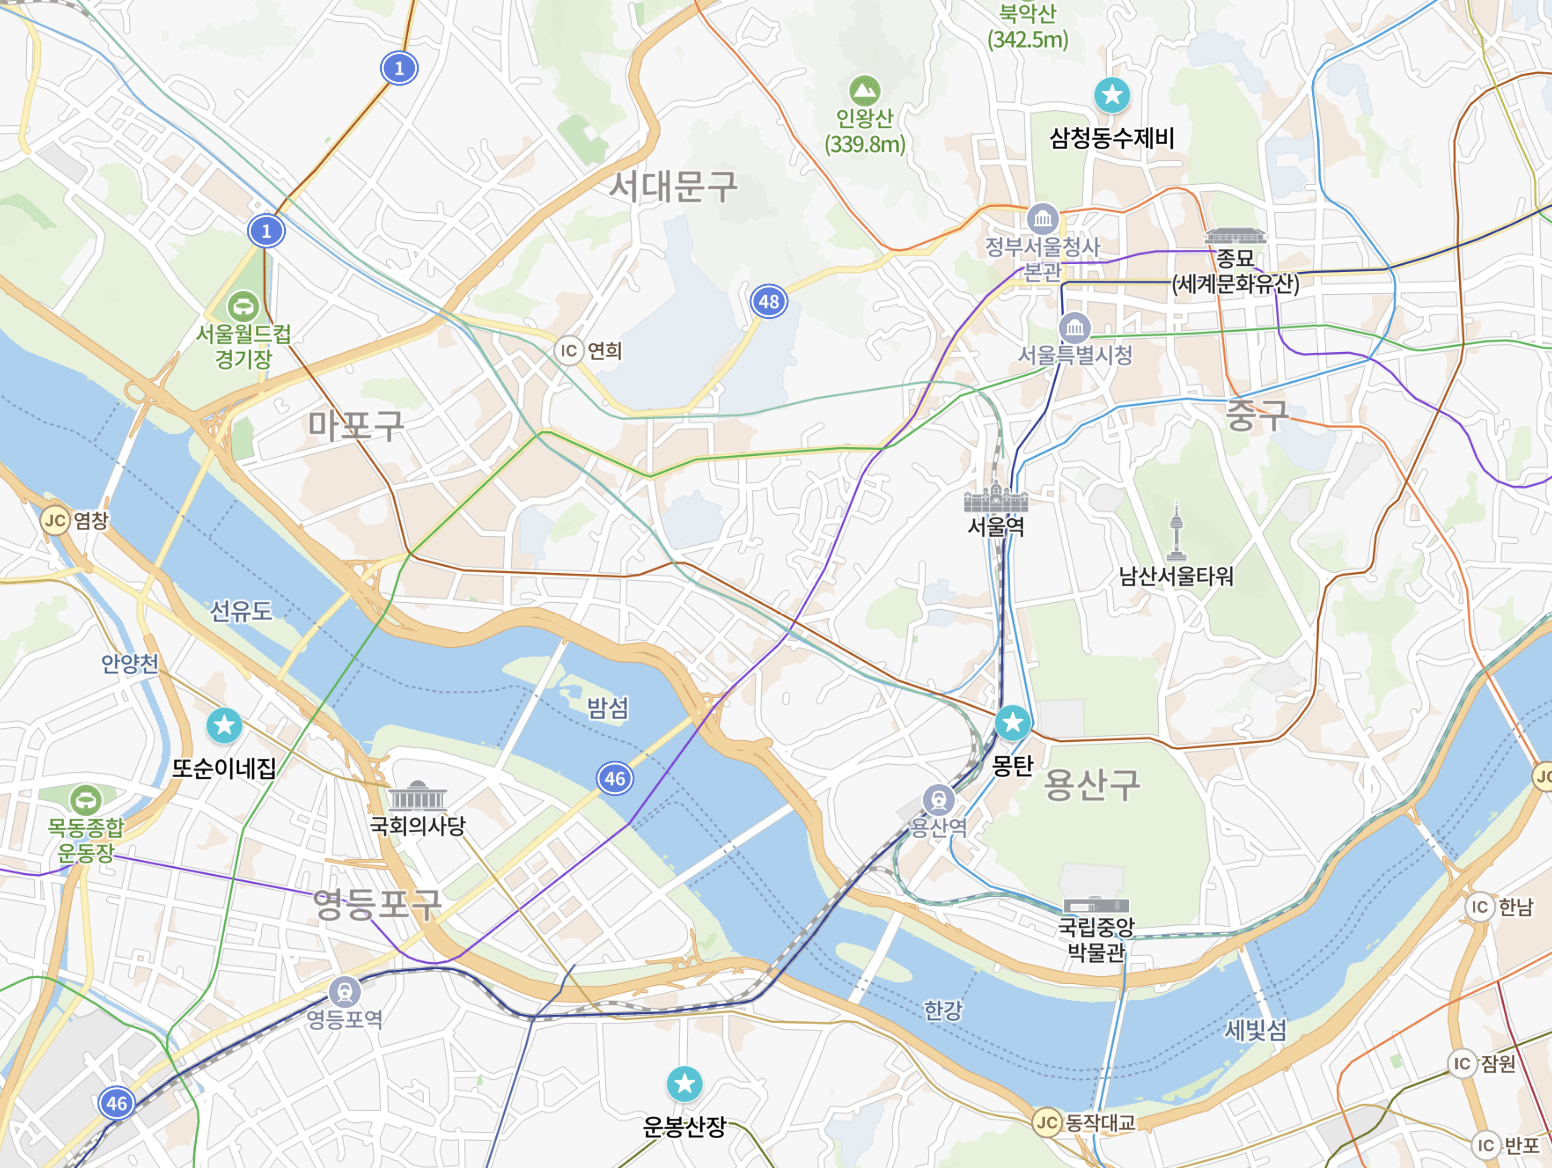 북악산
(342.5m)
1
인왕산
(339.8m)
삼청동수제비
서대문구
1
정부서울청사
본관
종묘
(세계문화유산)
48
서울월드컵
경기장
IC 연희
서울특별시청
마포구
중구
JC 염창
서울역
남산서울타워
선유도
안양천
밤섬
또순이네집
몽탄
46
용산구
국회의사당
용산역
목동종합
운동장
JC
영등포구
IC 한남
국립중앙
박물관
영등포역
한강
세빛섬
IC 잠원
46
운봉산장
JC 동작대교
IC 반포